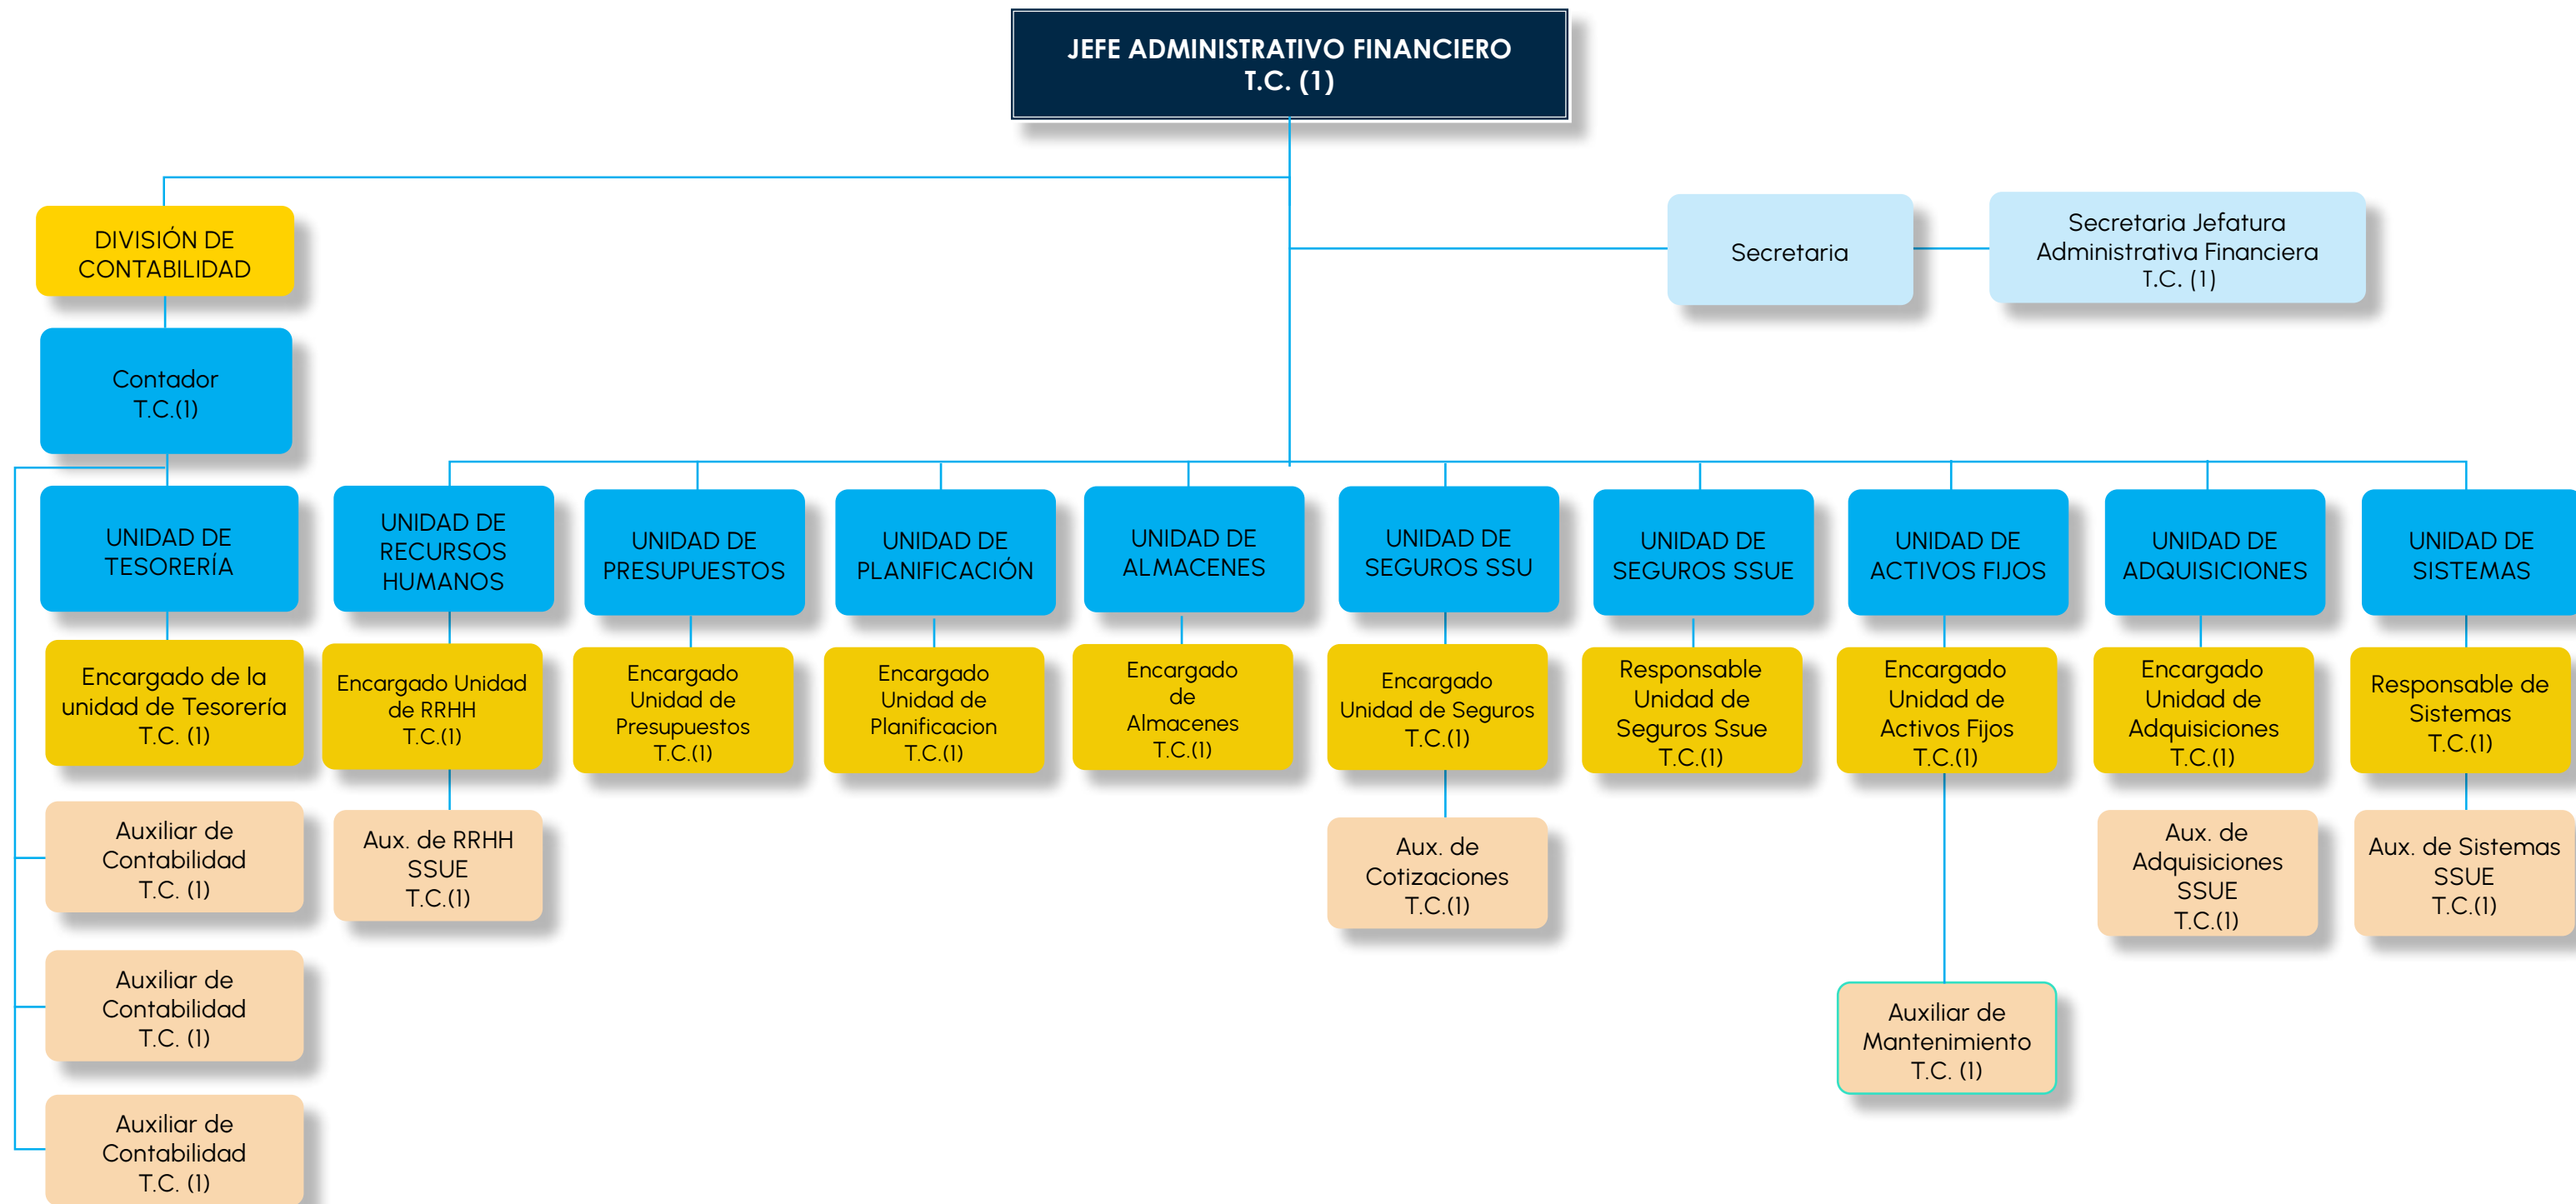 JEFE ADMINISTRATIVO FINANCIERO
T.C. (1)
DIVISIÓN DE
CONTABILIDAD
Secretaria
Secretaria Jefatura
Administrativa Financiera
T.C. (1)
Contador
T.C.(1)
UNIDAD DE
TESORERÍA
UNIDAD DE
RECURSOS
HUMANOS
UNIDAD DE
PRESUPUESTOS
UNIDAD DE
PLANIFICACIÓN
UNIDAD DE
ALMACENES
UNIDAD DE
SEGUROS SSU
UNIDAD DE
SEGUROS SSUE
UNIDAD DE
ACTIVOS FIJOS
UNIDAD DE
ADQUISICIONES
UNIDAD DE
SISTEMAS
Encargado de la
unidad de Tesorería
T.C. (1)
Encargado Unidad
de RRHH
T.C.(1)
Encargado
Unidad de
Presupuestos
T.C.(1)
Encargado
Unidad de
Planificacion
T.C.(1)
Encargado
de
Almacenes
T.C.(1)
Encargado
Unidad de Seguros
T.C.(1)
Responsable
Unidad de
Seguros Ssue
T.C.(1)
Encargado
Unidad de
Activos Fijos
T.C.(1)
Encargado
Unidad de
Adquisiciones
T.C.(1)
Responsable de
Sistemas
T.C.(1)
Auxiliar de
Contabilidad
T.C. (1)
Aux. de RRHH
SSUE
T.C.(1)
Aux. de
Cotizaciones
T.C.(1)
Aux. de
Adquisiciones
SSUE
T.C.(1)
Aux. de Sistemas
SSUE
T.C.(1)
Auxiliar de
Contabilidad
T.C. (1)
Auxiliar de
Mantenimiento
T.C. (1)
Auxiliar de
Contabilidad
T.C. (1)